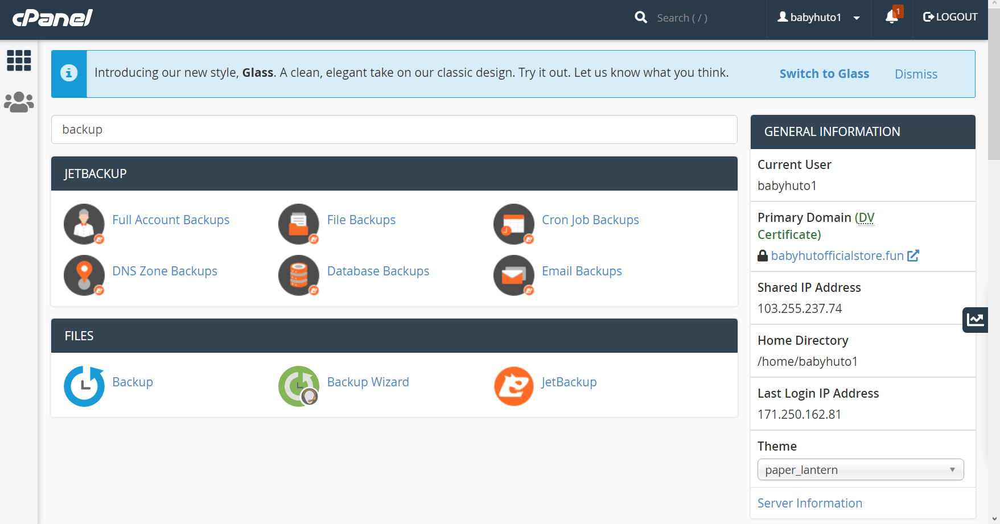 cPanel
Search ( / )
babyhuto1
1
LOGOUT
Introducing our new style, Glass. A clean, elegant take on our classic design. Try it out. Let us know what you think.
Switch to Glass
Dismiss
backup
JETBACKUP
Full Account Backups
File Backups
Cron Job Backups
DNS Zone Backups
Database Backups
Email Backups
FILES
Backup
Backup Wizard
JetBackup
GENERAL INFORMATION
Current User
babyhuto1
Primary Domain (DV
Certificate)
babyhutofficialstore.fun
Shared IP Address
103.255.237.74
Home Directory
/home/babyhuto1
Last Login IP Address
171.250.162.81
Theme
paper_lantern
Server Information